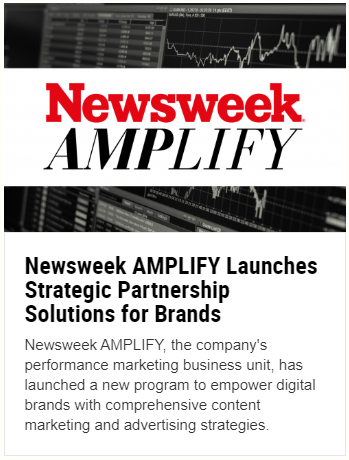 Newsweek
AMPLIFY
Newsweek AMPLIFY Launches
Strategic Partnership
Solutions for Brands
Newsweek AMPLIFY, the company's
performance marketing business unit, has
launched a new program to empower digital
brands with comprehensive content
marketing and advertising strategies.